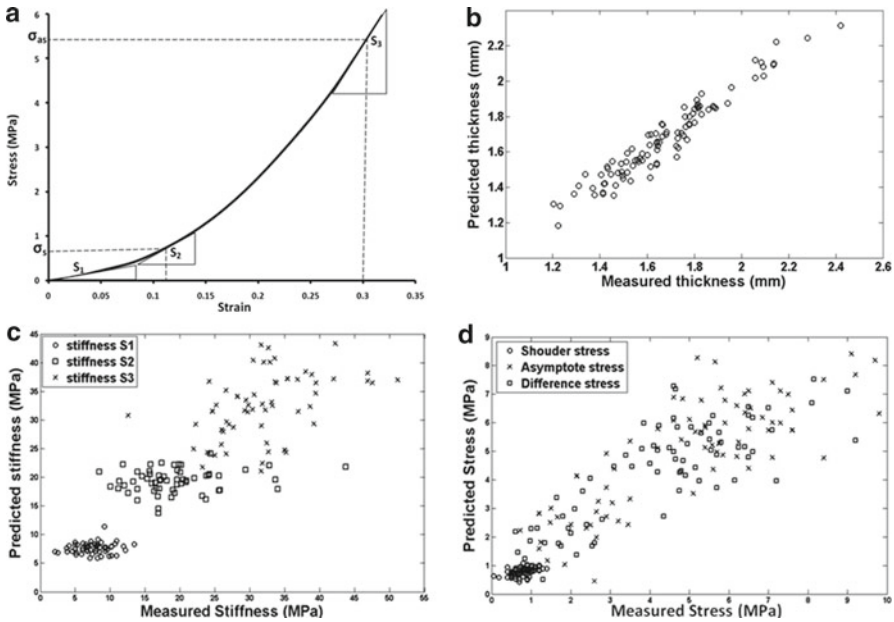 a
6
σas
5
4
3
2
1
σs
0
Stress (MPa)
S3
S2
S1
0 0.05 0.1 0.15 0.2 0.25 0.3 0.35
Strain
b
Predicted thickness (mm)
2.2
2
1.8
1.6
1.4
1.2
1
1 1.2 1.4 1.6 1.8 2 2.2 2.4 2.6
Measured thickness (mm)
c
stiffness S1
stiffness S2
stiffness S3
Predicted stiffness (MPa)
45
40
35
30
25
20
15
10
5
0
0 5 10 15 20 25 30 35 40 45 50 55
Measured Stiffness (MPa)
d
Shouder stress
Asymptote stress
Difference stress
Predicted Stress (MPa)
9
8
7
6
5
4
3
2
1
0
0 1 2 3 4 5 6 7 8 9 10
Measured Stress (MPa)